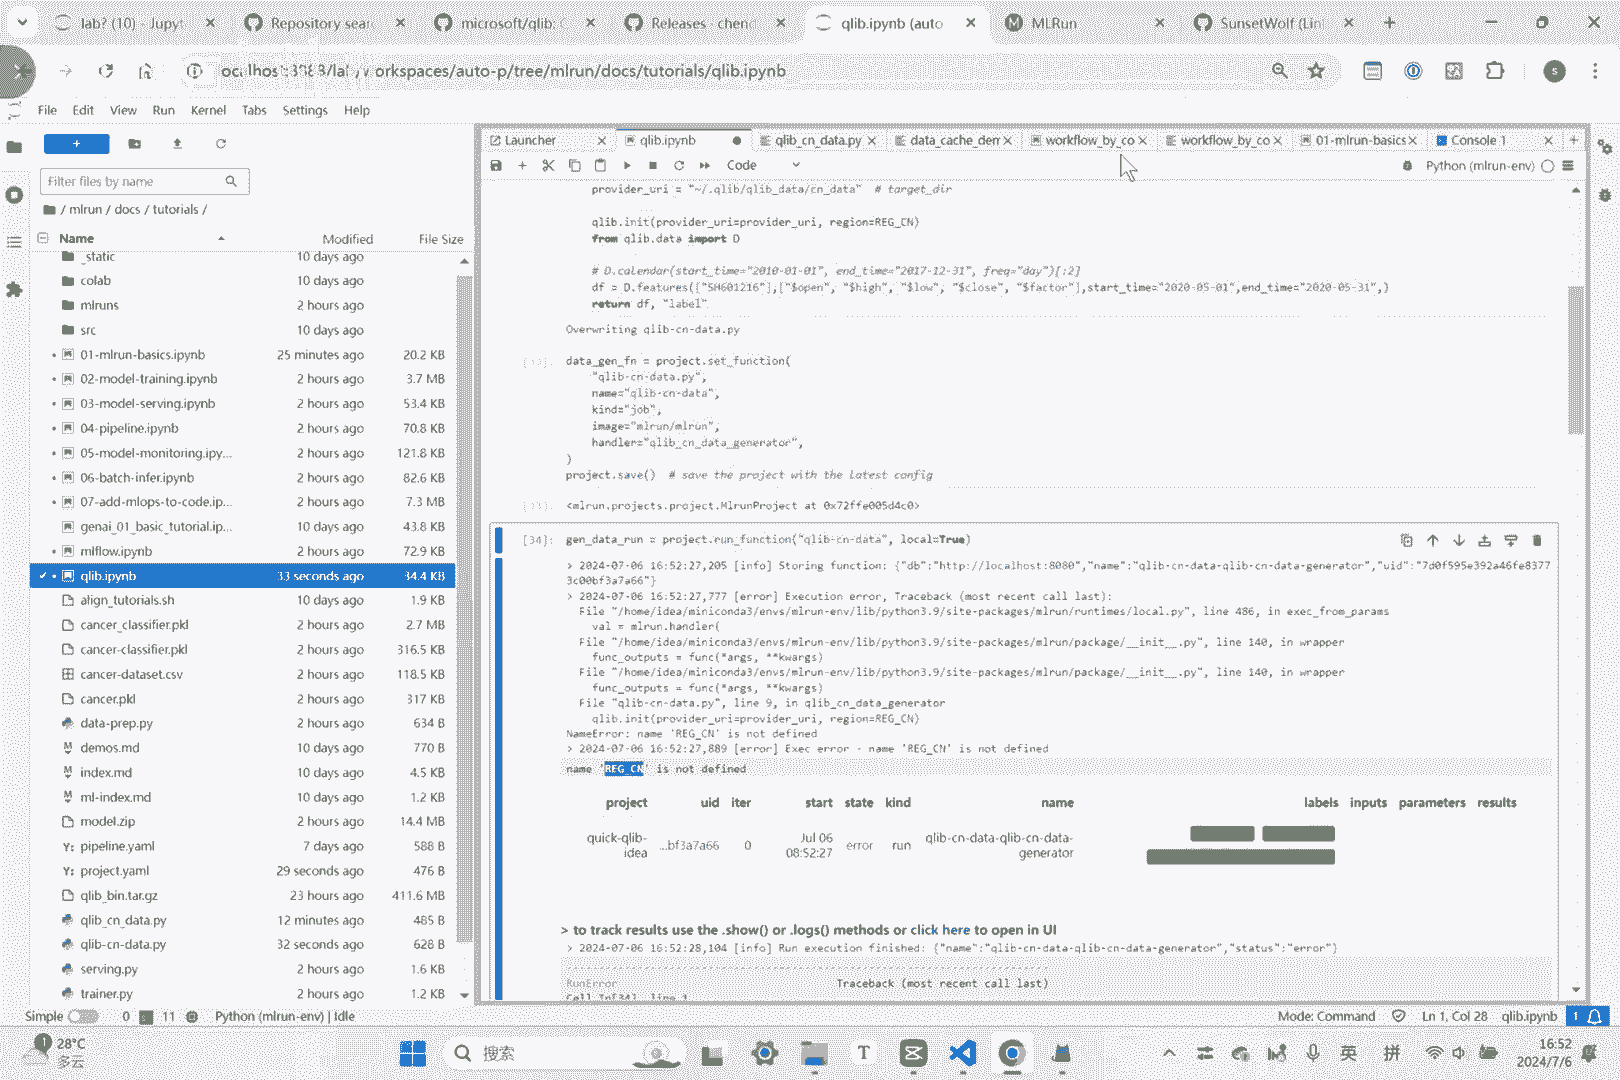 lab? (10) - Jupyt
Repository sear
microsoft/qlib: C
Releases · chend
qlib.ipynb (auto
MLRun
SunsetWolf (Lin
/workspaces/auto-p/tree/mlrun/docs/tutorials/qlib.ipynb
File Edit View Run Kernel Tabs Settings Help
Launcher
qlib.ipynb
qlib_cn_data.py
data_cache_dem
workflow_by_co
workflow_by_co
01-mlrun-basics
Console 1
Code
Python (mlrun-env)
Filter files by name
/ mlrun / docs / tutorials /
Name Modified File Size
_static 10 days ago
colab 10 days ago
mlruns 2 hours ago
src 10 days ago
01-mlrun-basics.ipynb 25 minutes ago 20.2 KB
02-model-training.ipynb 2 hours ago 3.7 MB
03-model-serving.ipynb 2 hours ago 53.4 KB
04-pipeline.ipynb 2 hours ago 70.8 KB
05-model-monitoring.ipy... 2 hours ago 121.8 KB
06-batch-infer.ipynb 2 hours ago 82.6 KB
07-add-mlops-to-code.ip... 2 hours ago 7.3 MB
genai_01_basic_tutorial.ip... 10 days ago 43.8 KB
mlflow.ipynb 2 hours ago 72.9 KB
qlib.ipynb 33 seconds ago 34.4 KB
align_tutorials.sh 10 days ago 1.9 KB
cancer_classifier.pkl 2 hours ago 2.7 MB
cancer-classifier.pkl 2 hours ago 316.5 KB
cancer-dataset.csv 2 hours ago 118.5 KB
cancer.pkl 2 hours ago 317 KB
data-prep.py 2 hours ago 634 B
demos.md 10 days ago 770 B
index.md 10 days ago 4.5 KB
ml-index.md 10 days ago 1.2 KB
model.zip 2 hours ago 14.4 MB
pipeline.yaml 7 days ago 588 B
project.yaml 29 seconds ago 476 B
qlib_bin.tar.gz 23 hours ago 411.6 MB
qlib_cn_data.py 12 minutes ago 485 B
qlib-cn-data.py 32 seconds ago 628 B
serving.py 2 hours ago 1.6 KB
trainer.py 2 hours ago 1.2 KB
provider_uri = "~/.qlib/qlib_data/cn_data" # target_dir
qlib.init(provider_uri=provider_uri, region=REG_CN)
from qlib.data import D
# D.calendar(start_time="2010-01-01", end_time="2017-12-31", freq="day")[:2]
df = D.features(["SH601216"],["$open", "$high", "$low", "$close", "$factor"],start_time="2020-05-01",end_time="2020-05-31",)
return df, "label"
Overwriting qlib-cn-data.py
data_gen_fn = project.set_function(
"qlib-cn-data.py",
name="qlib-cn-data",
kind="job",
image="mlrun/mlrun",
handler="qlib_cn_data_generator",
)
project.save() # save the project with the latest config
<mlrun.projects.project.MlrunProject at 0x72ffe005d4c0>
[34]: gen_data_run = project.run_function("qlib-cn-data", local=True)
> 2024-07-06 16:52:27,205 [info] Storing function: {"db":"http://localhost:8080","name":"qlib-cn-data-qlib-cn-data-generator","uid":"7d0f595e392a46fe8377
3c00bf3a7a66"}
> 2024-07-06 16:52:27,777 [error] Execution error, Traceback (most recent call last):
File "/home/idea/miniconda3/envs/mlrun-env/lib/python3.9/site-packages/mlrun/runtimes/local.py", line 486, in exec_from_params
val = mlrun.handler(
File "/home/idea/miniconda3/envs/mlrun-env/lib/python3.9/site-packages/mlrun/package/__init__.py", line 140, in wrapper
func_outputs = func(*args, **kwargs)
File "/home/idea/miniconda3/envs/mlrun-env/lib/python3.9/site-packages/mlrun/package/__init__.py", line 140, in wrapper
func_outputs = func(*args, **kwargs)
File "qlib-cn-data.py", line 9, in qlib_cn_data_generator
qlib.init(provider_uri=provider_uri, region=REG_CN)
NameError: name 'REG_CN' is not defined
> 2024-07-06 16:52:27,889 [error] Exec error - name 'REG_CN' is not defined
name 'REG_CN' is not defined
project uid iter start state kind name labels inputs parameters results
quick-qlib-idea ...bf3a7a66 0 Jul 06 08:52:27 error run qlib-cn-data-qlib-cn-data-generator
> to track results use the .show() or .logs() methods or click here to open in UI
> 2024-07-06 16:52:28,104 [info] Run execution finished: {"name":"qlib-cn-data-qlib-cn-data-generator","status":"error"}
RunError Traceback (most recent call last)
Cell In[34], line 1
Simple 0 11 Python (mlrun-env) | Idle
Mode: Command Ln 1, Col 28 qlib.ipynb 1
28°C
多云
搜索
英 拼
16:52
2024/7/6